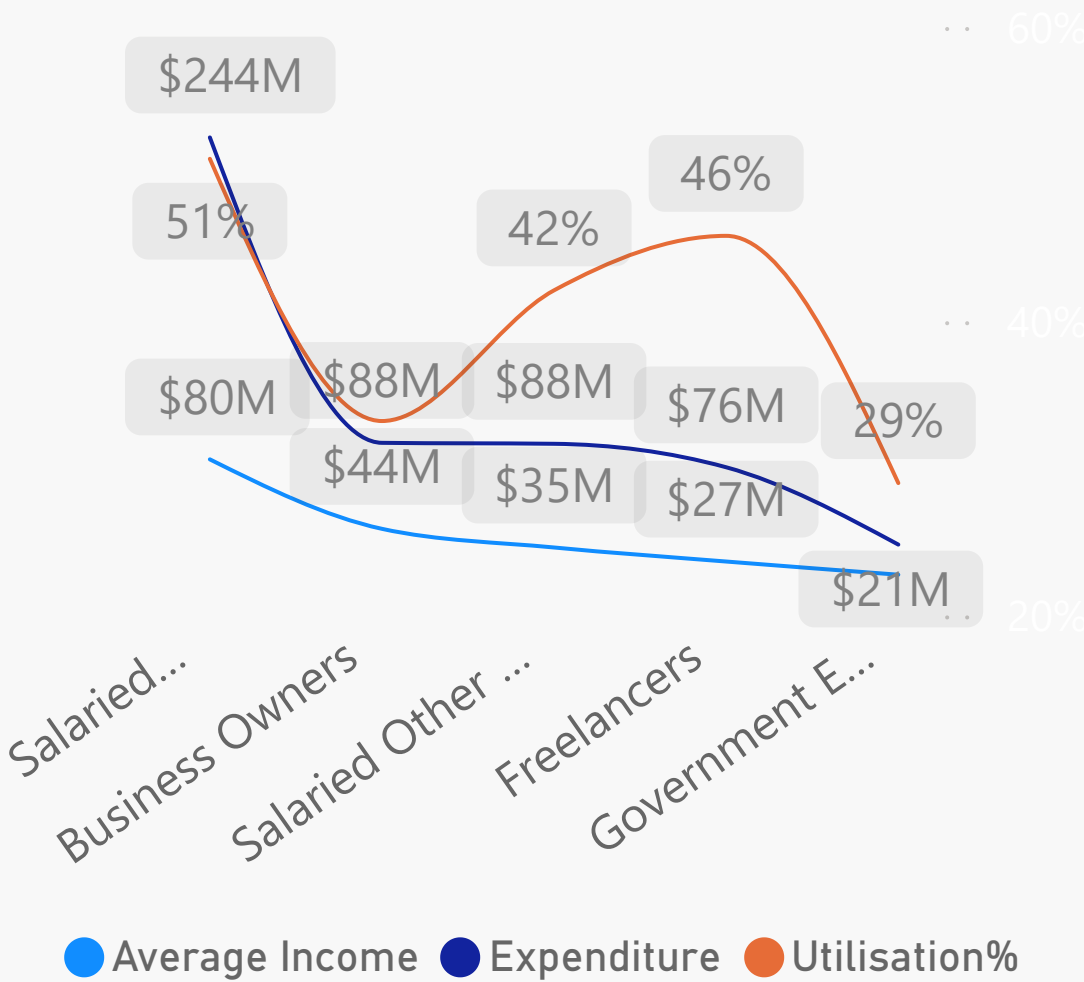 60%
$244M
46%
51%
42%
40%
$80M
$88M
$88M
$76M
29%
$44M
$35M
$27M
$21M
20%
Salaried...
Business Owners
Salaried Other ...
Freelancers
Government E...
Average Income
Expenditure
Utilisation%